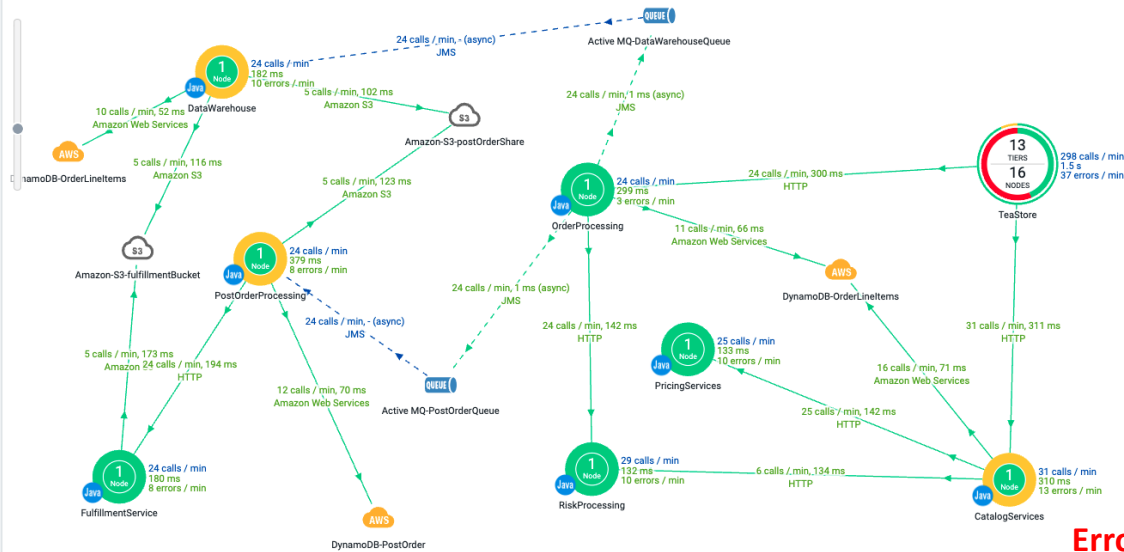 QUEUE
Active MQ-DataWarehouseQueue
24 calls / min, - (async)
JMS
1
Node
Java
24 calls / min
182 ms
10 errors / min
DataWarehouse
5 calls / min, 102 ms
Amazon S3
S3
Amazon-S3-postOrderShare
10 calls / min, 52 ms
Amazon Web Services
AWS
DynamoDB-OrderLineItems
5 calls / min, 116 ms
Amazon S3
24 calls / min, 1 ms (async)
JMS
13
TIERS
16
NODES
298 calls / min
1.5 s
37 errors / min
TeaStore
24 calls / min, 300 ms
HTTP
1
Node
Java
24 calls / min
299 ms
3 errors / min
OrderProcessing
5 calls / min, 123 ms
Amazon S3
11 calls / min, 66 ms
Amazon Web Services
S3
Amazon-S3-fulfillmentBucket
1
Node
Java
24 calls / min
379 ms
8 errors / min
PostOrderProcessing
AWS
DynamoDB-OrderLineItems
24 calls / min, 1 ms (async)
JMS
24 calls / min, - (async)
JMS
24 calls / min, 142 ms
HTTP
31 calls / min, 311 ms
HTTP
1
Node
Java
25 calls / min
133 ms
10 errors / min
PricingServices
5 calls / min, 173 ms
Amazon
24 calls / min, 194 ms
HTTP
16 calls / min, 71 ms
Amazon Web Services
12 calls / min, 70 ms
Amazon Web Services
QUEUE
Active MQ-PostOrderQueue
25 calls / min, 142 ms
HTTP
1
Node
Java
24 calls / min
180 ms
8 errors / min
FulfillmentService
1
Node
Java
29 calls / min
132 ms
10 errors / min
RiskProcessing
6 calls / min, 134 ms
HTTP
1
Node
Java
31 calls / min
310 ms
13 errors / min
CatalogServices
AWS
DynamoDB-PostOrder
Erro